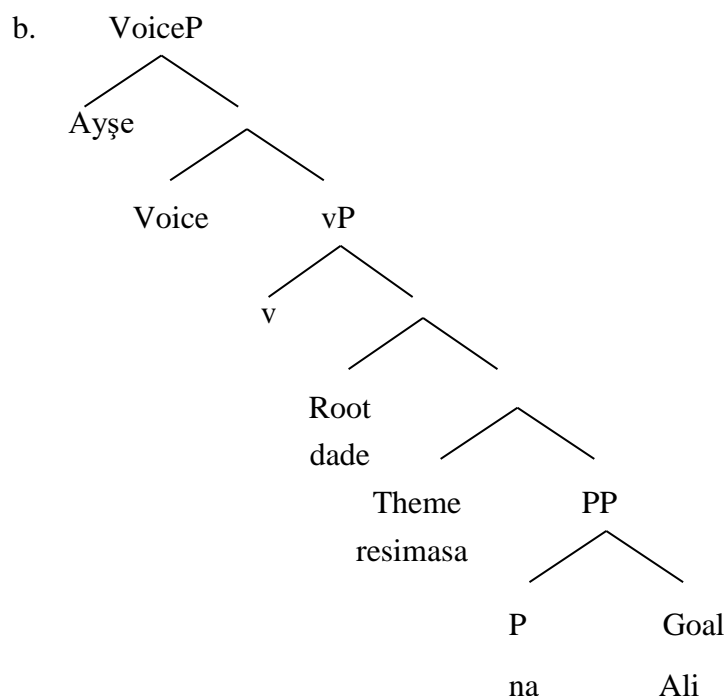 b. VoiceP
Ayşe
Voice vP
v
Root
dade
Theme PP
resimasa
P Goal
na Ali